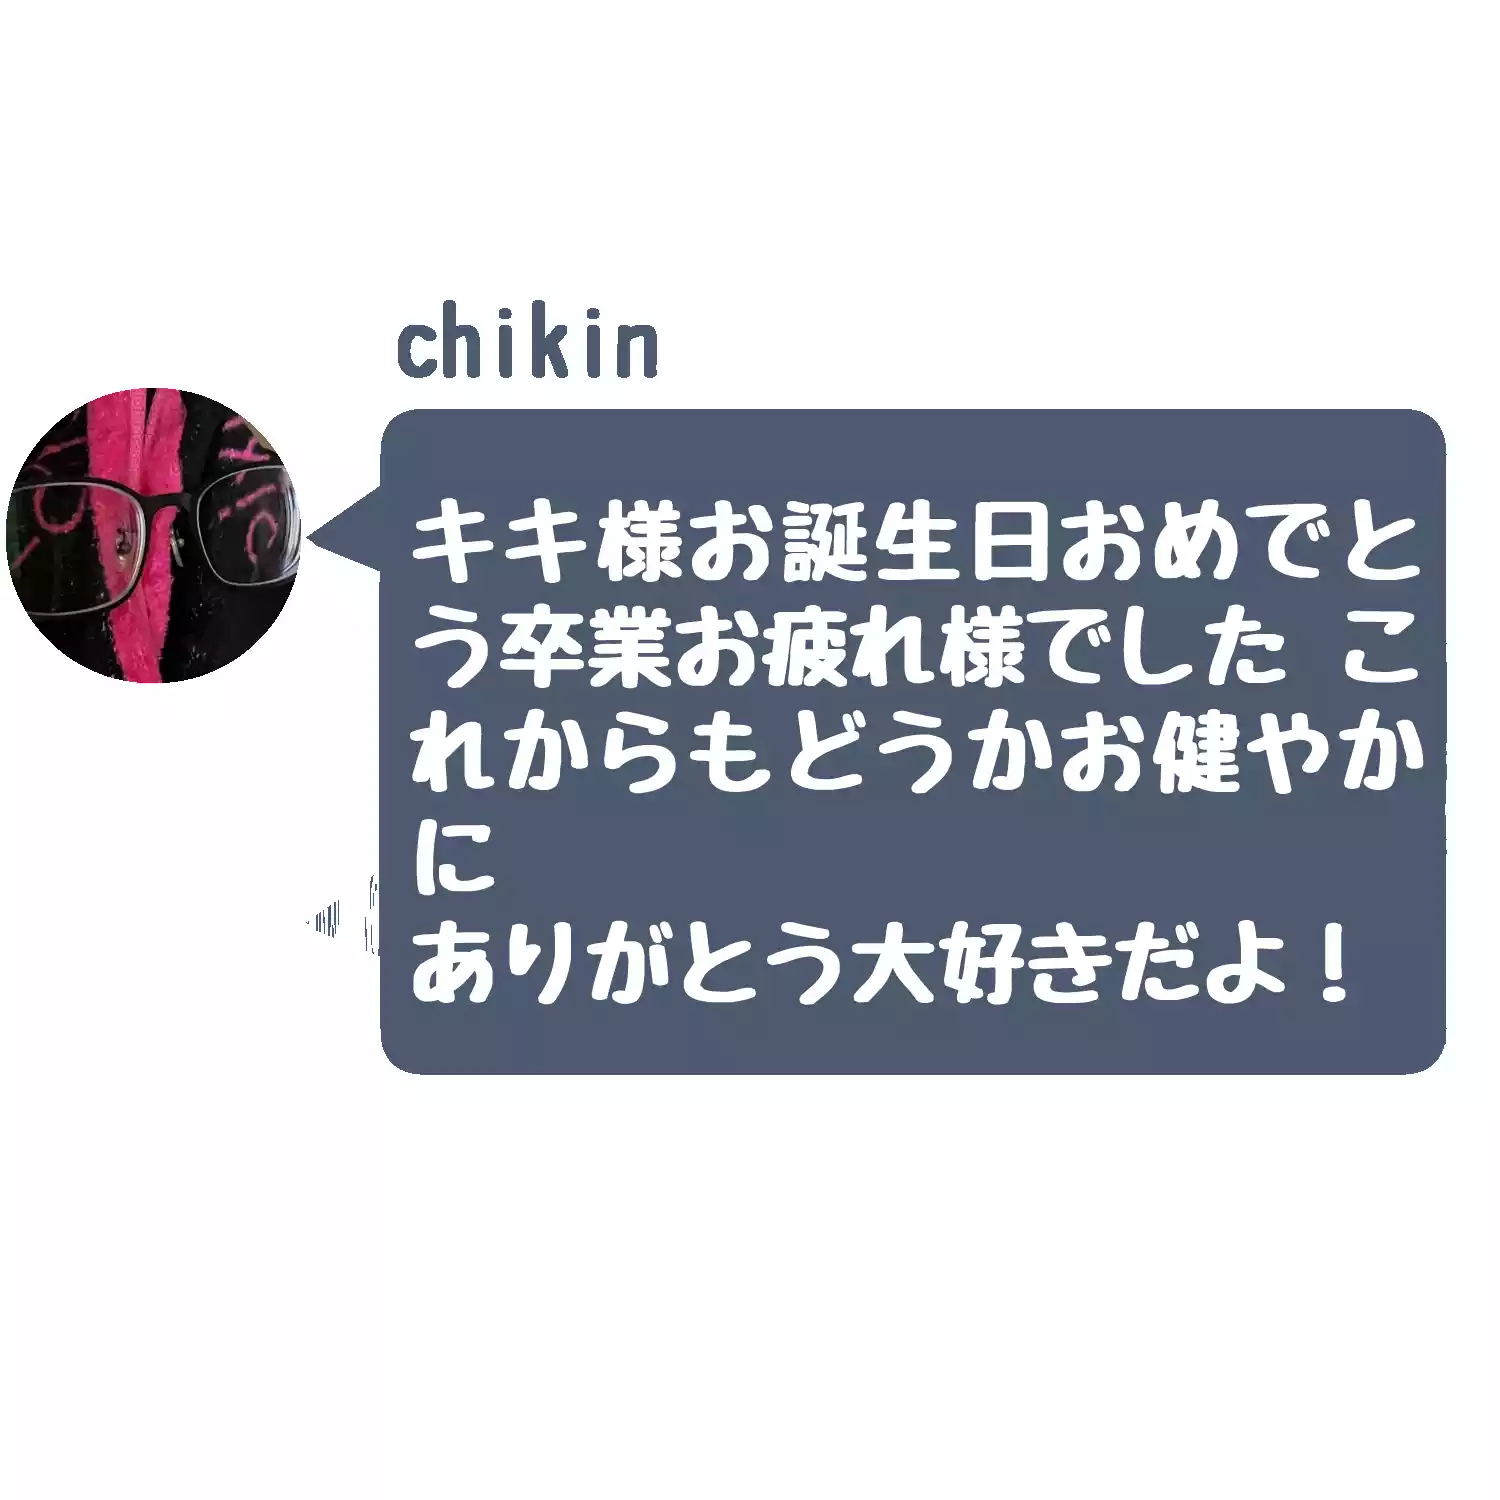 chikin
キキ様お誕生日おめでと
う卒業お疲れ様でした こ
れからもどうかお健やか
に
ありがとう大好きだよ！